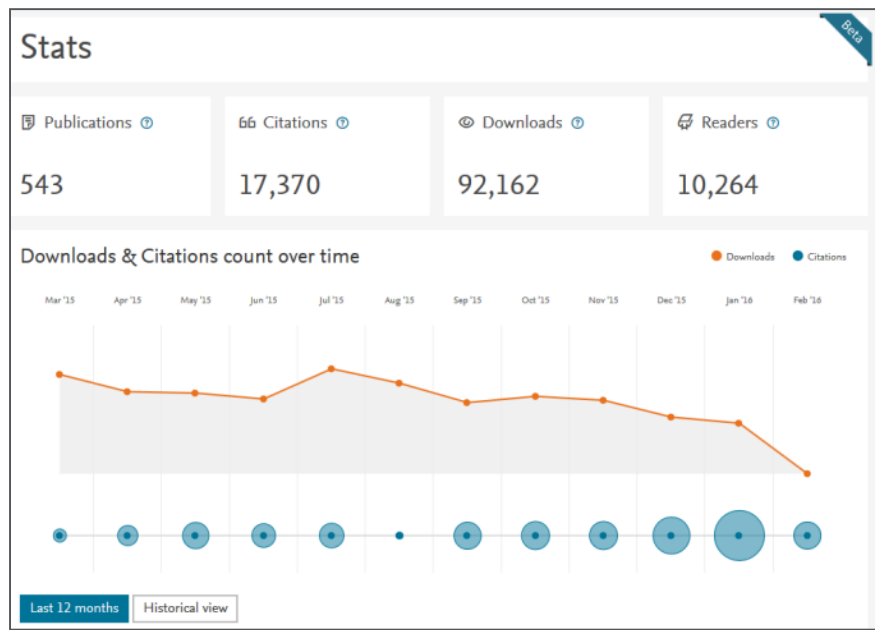 Beta
Stats
Publications ?
66 Citations ?
Downloads ?
Readers ?
543
17,370
92,162
10,264
Downloads & Citations count over time
Downloads
Citations
Mar '15 Apr '15 May '15 Jun '15 Jul '15 Aug '15 Sep '15 Oct '15 Nov '15 Dec '15 Jan '16 Feb '16
Last 12 months
Historical view